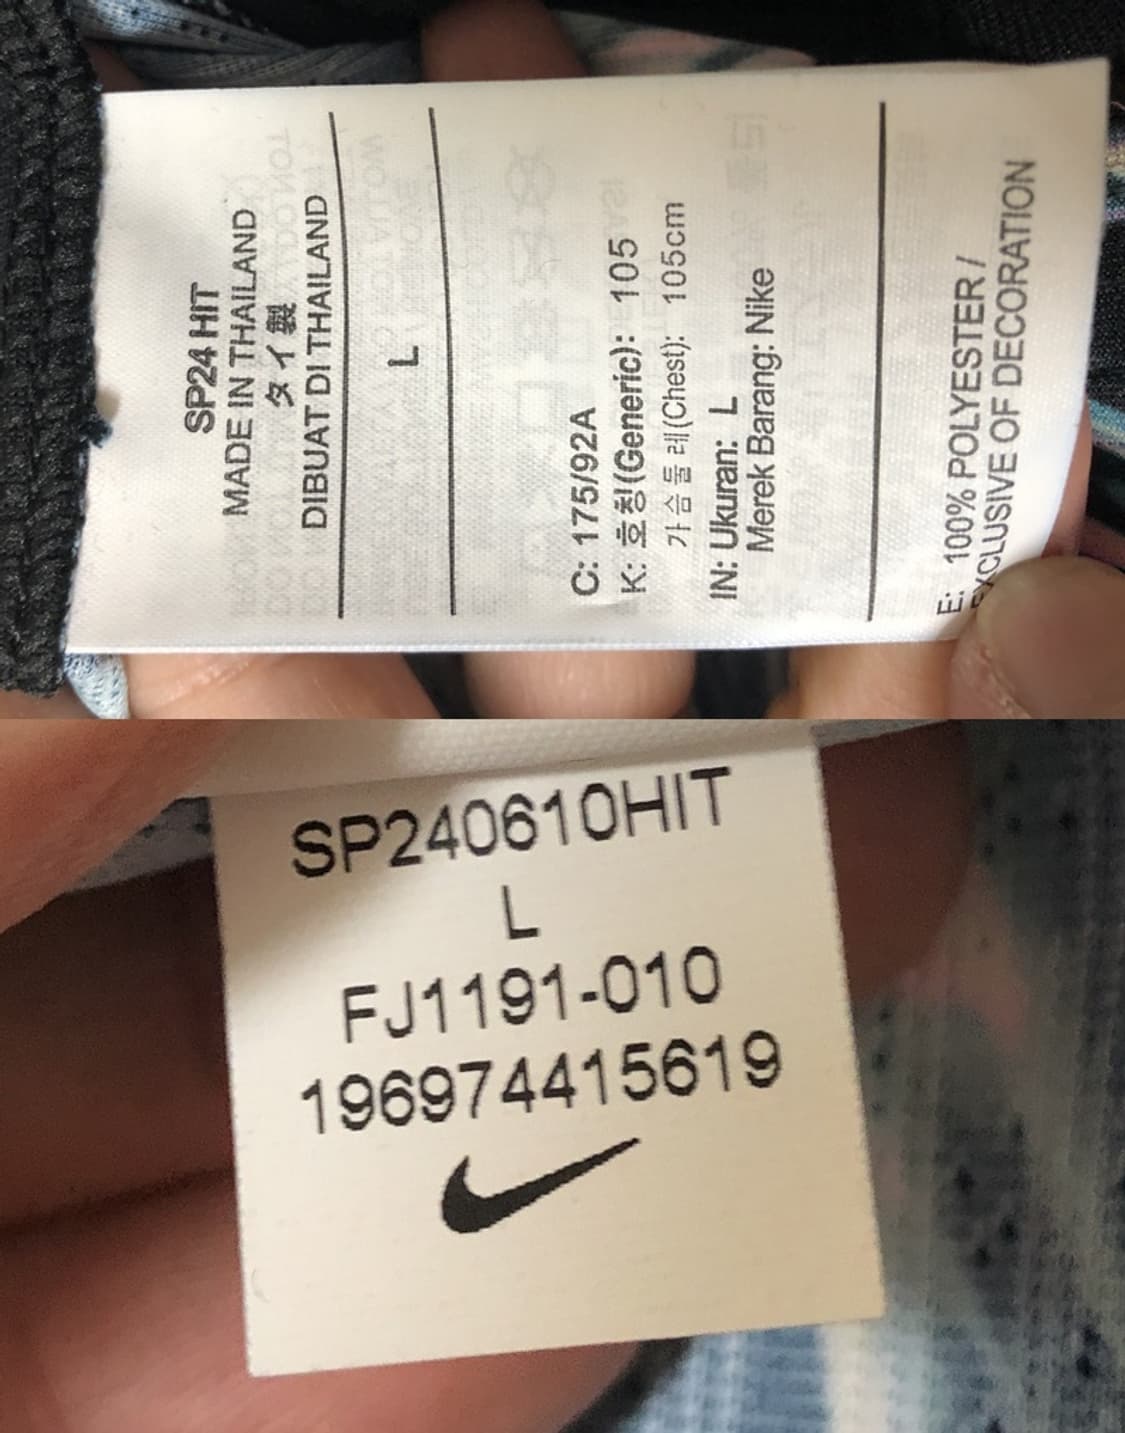 SP24 HIT
MADE IN THAILAND
タイ製
DIBUAT DI THAILAND
L
C: 175/92A
K: 호칭(Generic): 105
가슴둘레(Chest): 105cm
IN: Ukuran: L
Merek Barang: Nike
E: 100% POLYESTER /
EXCLUSIVE OF DECORATION
SP240610HIT
L
FJ1191-010
196974415619